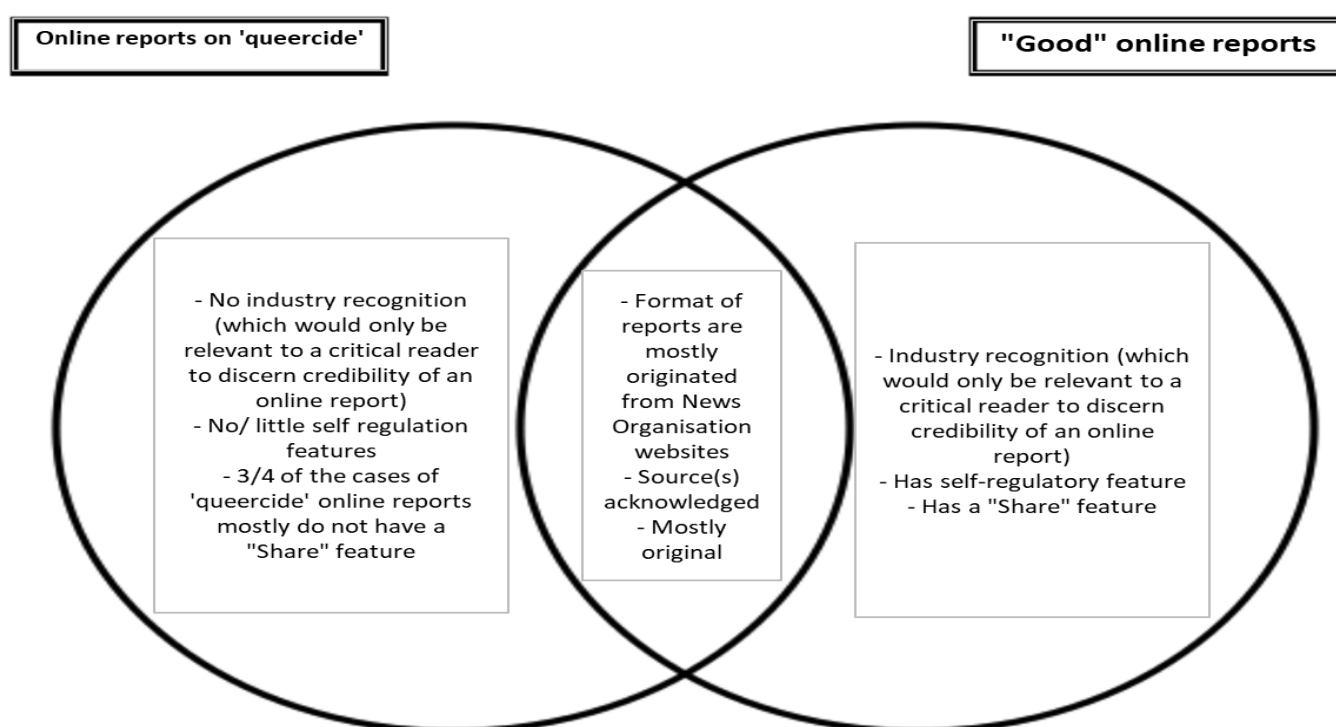 Online reports on 'queercide'
"Good" online reports
- No industry recognition
(which would only be
relevant to a critical reader
to discern credibility of an
online report)
- No/ little self regulation
features
- 3/4 of the cases of
'queercide' online reports
mostly do not have a
"Share" feature
- Format of
reports are
mostly
originated
from News
Organisation
websites
- Source(s)
acknowledged
- Mostly
original
- Industry recognition (which
would only be relevant to a
critical reader to discern
credibility of an online
report)
- Has self-regulatory feature
- Has a "Share" feature